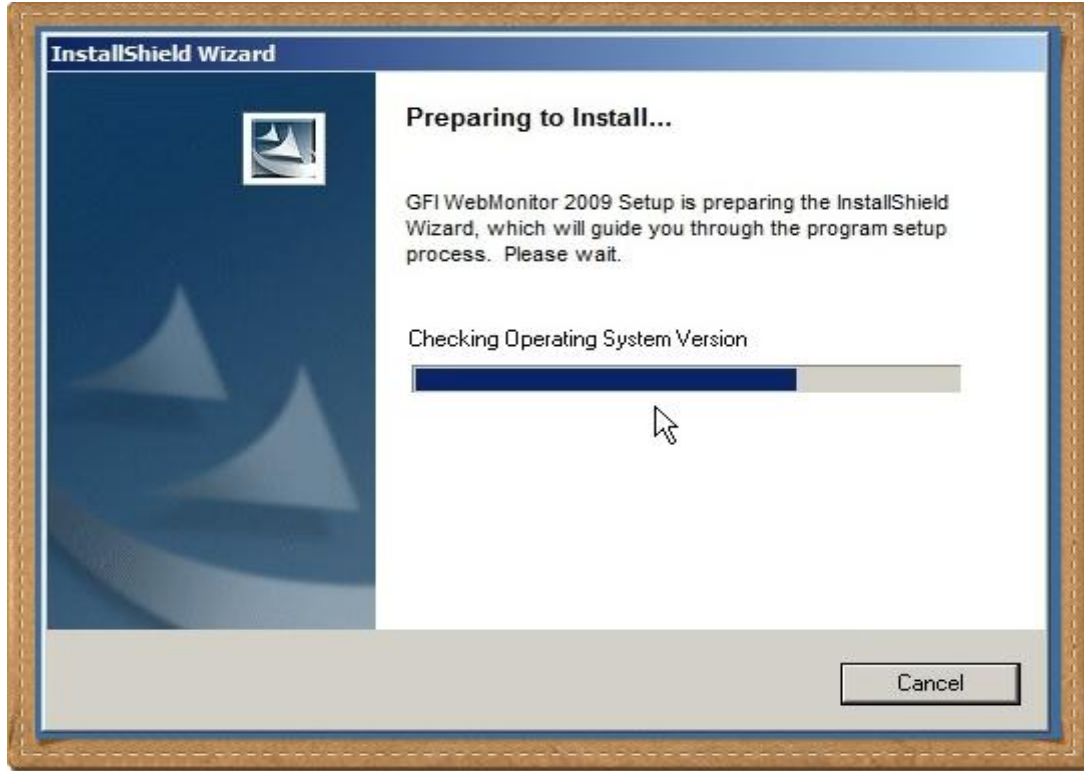 InstallShield Wizard
Preparing to Install...
GFI WebMonitor 2009 Setup is preparing the InstallShield
Wizard, which will guide you through the program setup
process.  Please wait.
Checking Operating System Version
Cancel